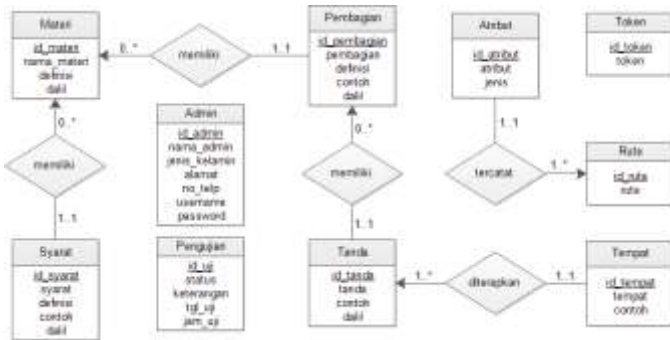 Materi
id_materi
nama_materi
definisi
dalil
0..*
memiliki
1..1
Pembagian
id_pembagian
pembagian
definisi
contoh
dalil
Atribut
id_atribut
atribut
jenis
Token
id_token
token
0..*
memiliki
1..1
Admin
id_admin
nama_admin
jenis_kelamin
alamat
no_telp
username
password
0..*
memiliki
1..1
1..1
tercatat
1..*
Rute
id_rute
rute
Syarat
id_syarat
syarat
definisi
contoh
dalil
Pengujian
id_uji
status
keterangan
tgl_uji
jam_uji
Tanda
id_tanda
tanda
contoh
dalil
1..*
diterapkan
1..1
Tempat
id_tempat
tempat
contoh